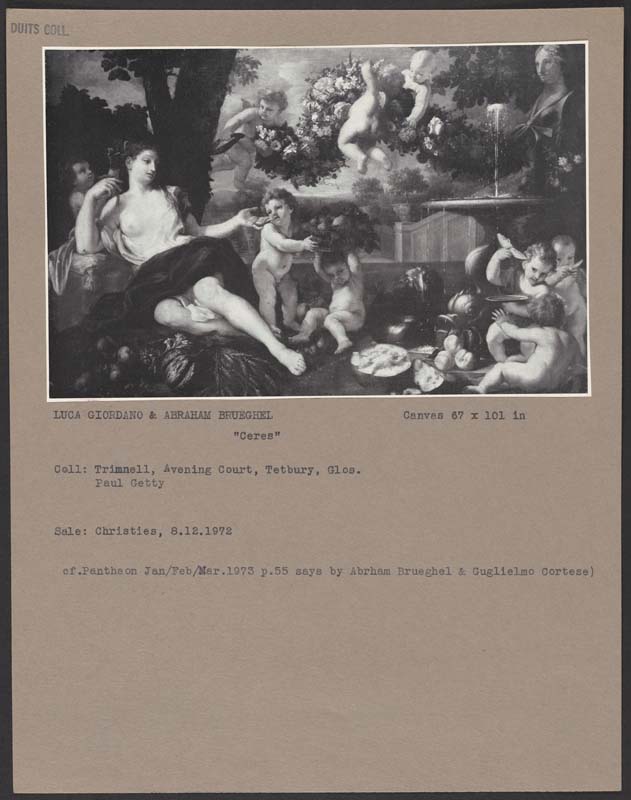 DUITS COLL.
LUCA GIORDANO & ABRAHAM BRUEGHEL Canvas 67 x 101 in
"Ceres"
Coll: Trimnell, Avening Court, Tetbury, Glos.
Paul Getty
Sale: Christies, 8.12.1972
cf.Pantheon Jan/Feb/Mar.1973 p.55 says by Abrham Brueghel & Guglielmo Cortese)